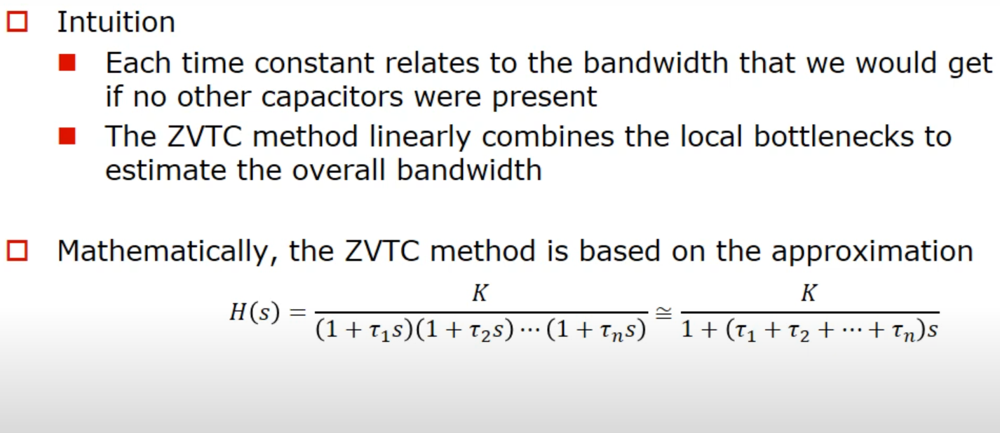 Intuition
Each time constant relates to the bandwidth that we would get
if no other capacitors were present
The ZVTC method linearly combines the local bottlenecks to
estimate the overall bandwidth
Mathematically, the ZVTC method is based on the approximation
H(s) = K / ((1 + τ₁s)(1 + τ₂s) ⋯ (1 + τₙs)) ≅ K / (1 + (τ₁ + τ₂ + ⋯ + τₙ)s)